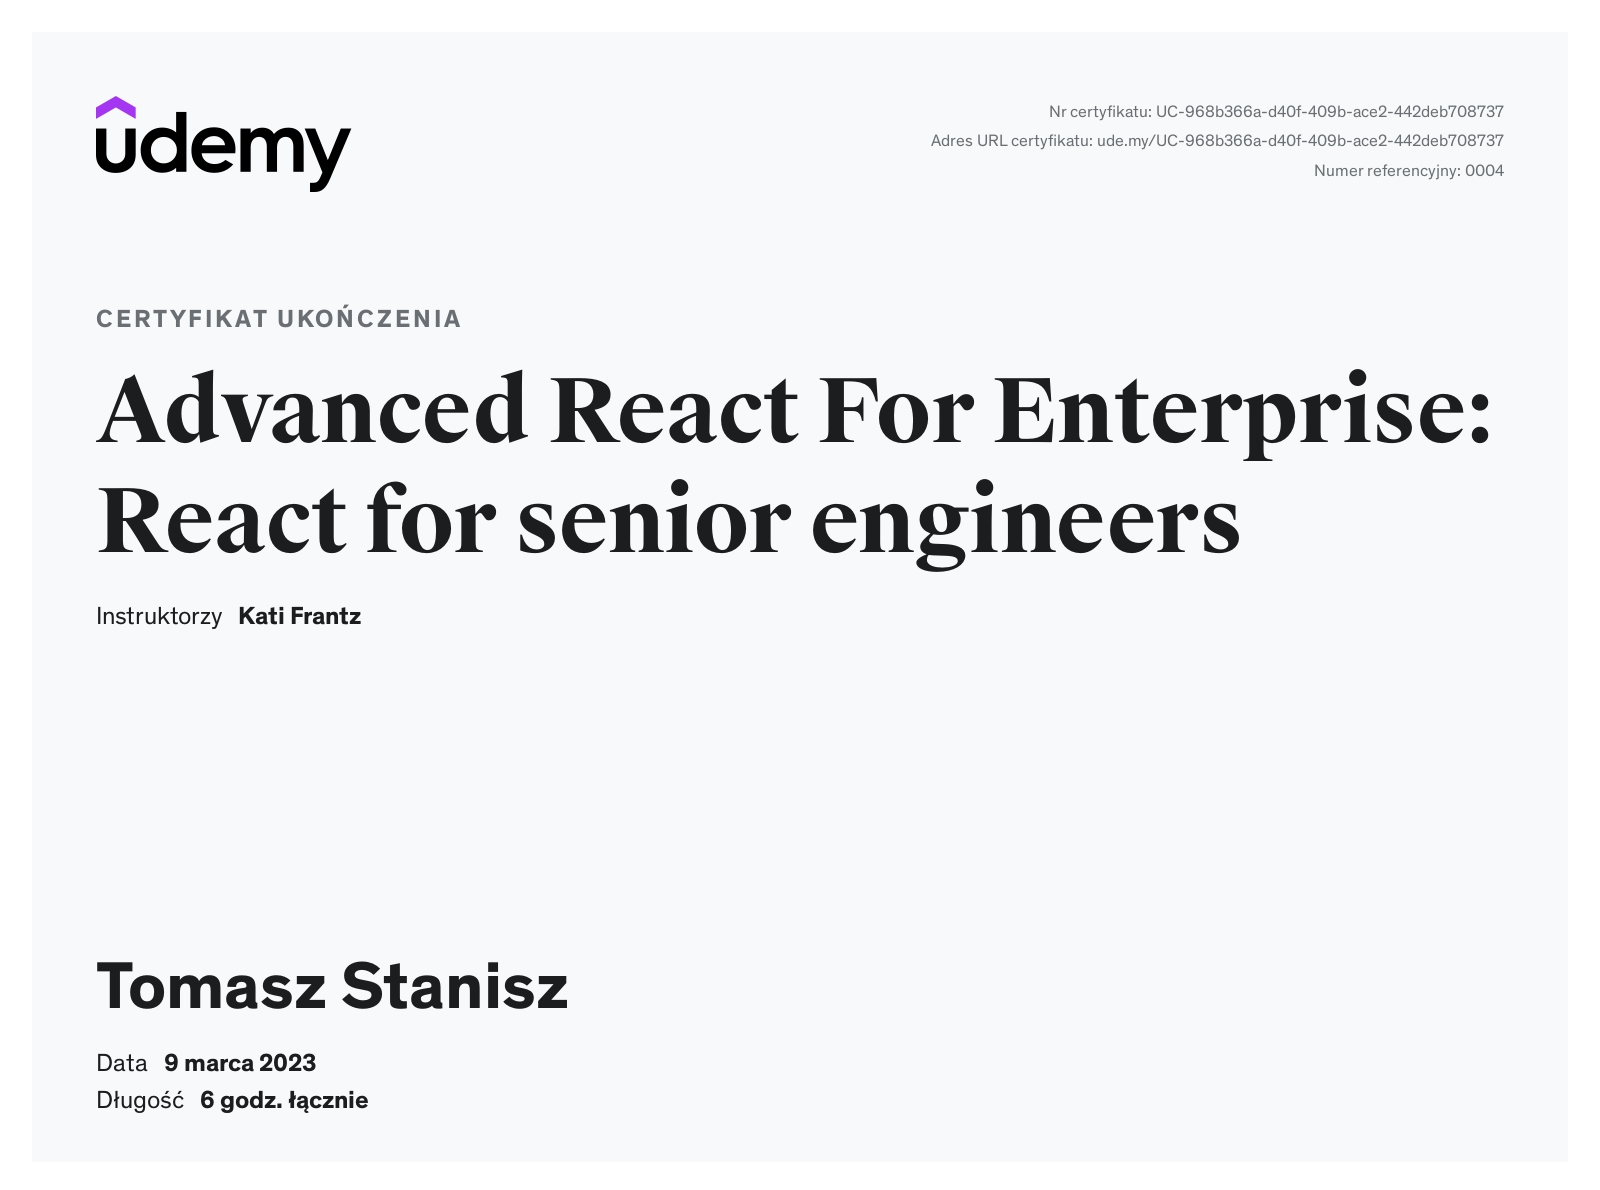 udemy
Nr certyfikatu: UC-968b366a-d40f-409b-ace2-442deb708737
Adres URL certyfikatu: ude.my/UC-968b366a-d40f-409b-ace2-442deb708737
Numer referencyjny: 0004
CERTYFIKAT UKOŃCZENIA
Advanced React For Enterprise:
React for senior engineers
Instruktorzy Kati Frantz
Tomasz Stanisz
Data 9 marca 2023
Długość 6 godz. łącznie